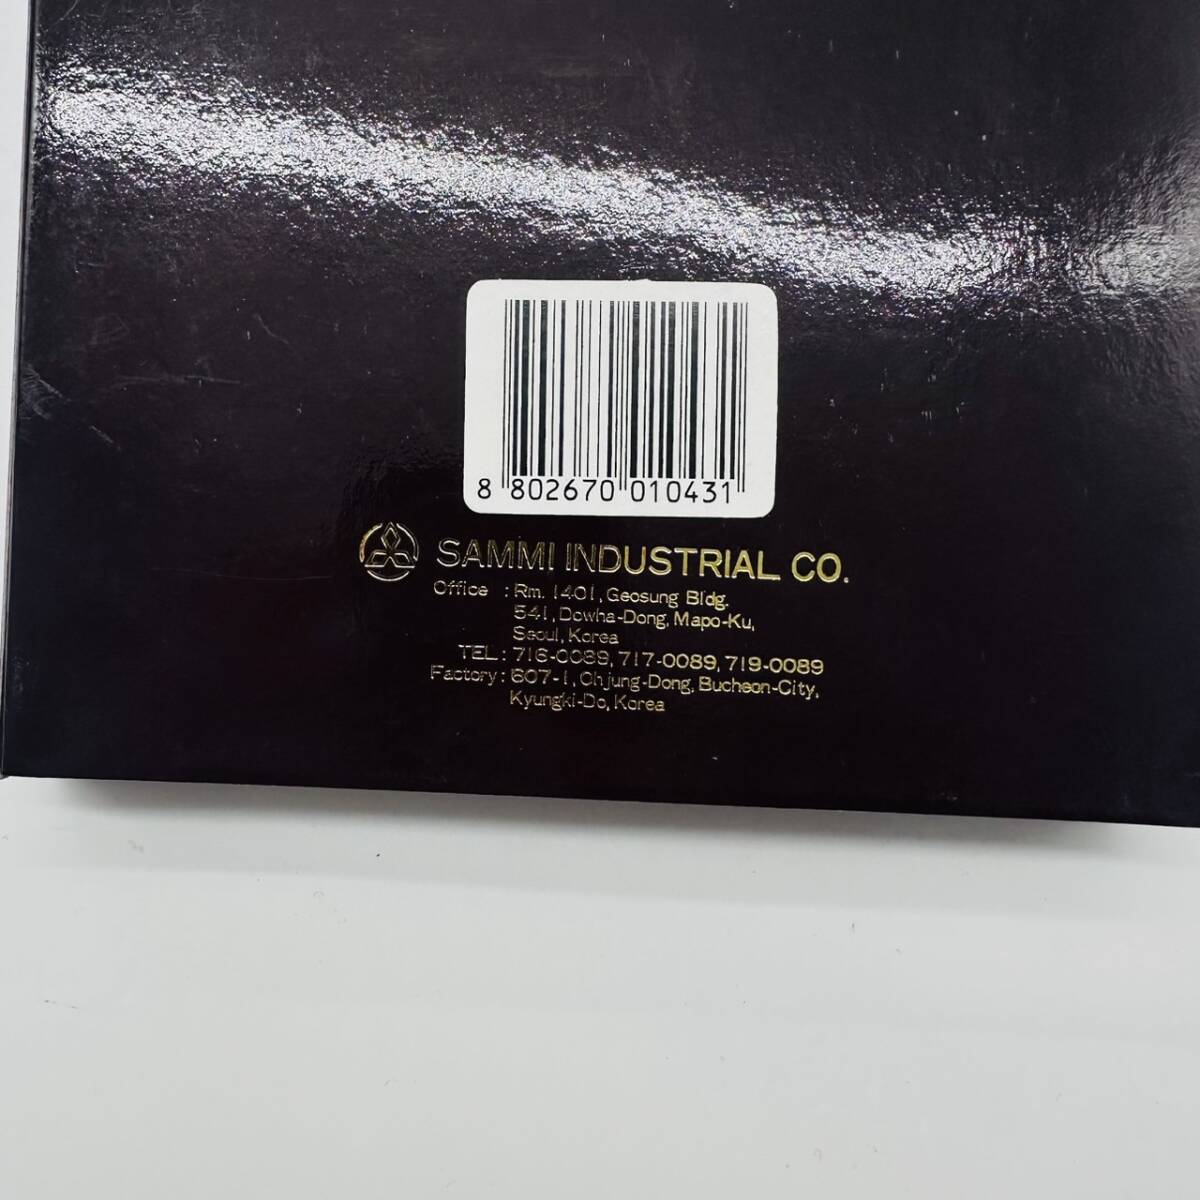 8 802670 010431
SAMMI INDUSTRIAL CO.
Office : Rm. 1401, Geosung Bldg.
541, Dowha-Dong, Mapo-Ku,
Seoul, Korea
TEL : 716-0089, 717-0089, 719-0089
Factory : 607-1, Ohjung-Dong, Bucheon-City,
Kyungki-Do, Korea